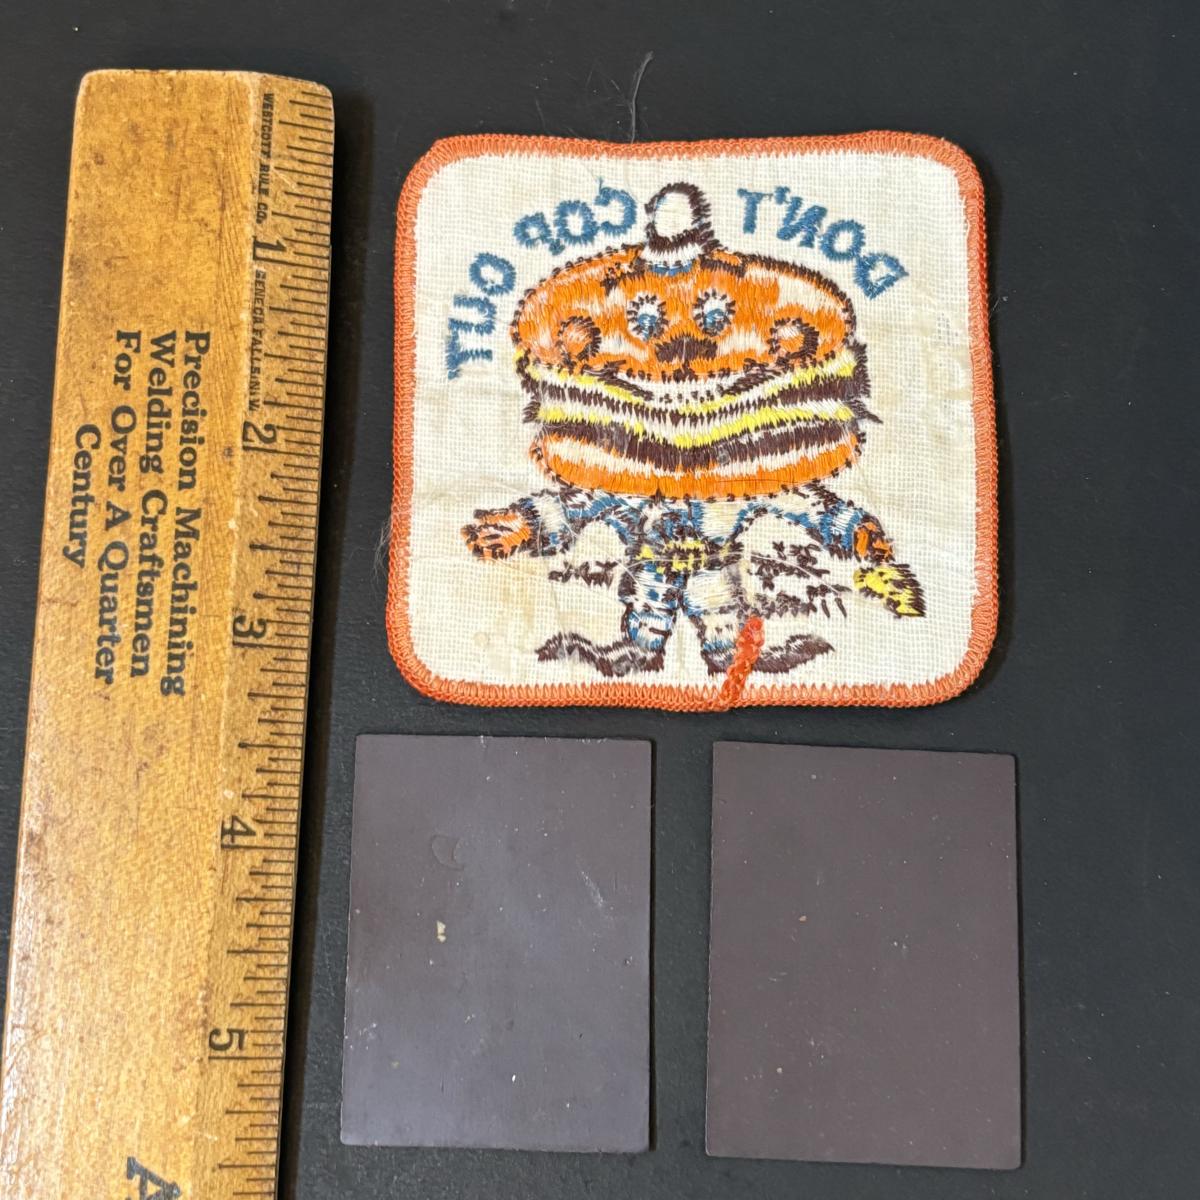 WESTCOTT RULE CO. SENECA FALLS, N.Y.
1
2
3
4
5
Precision Machining
Welding Craftsmen
For Over A Quarter
Century
A
DON'T COP OUT